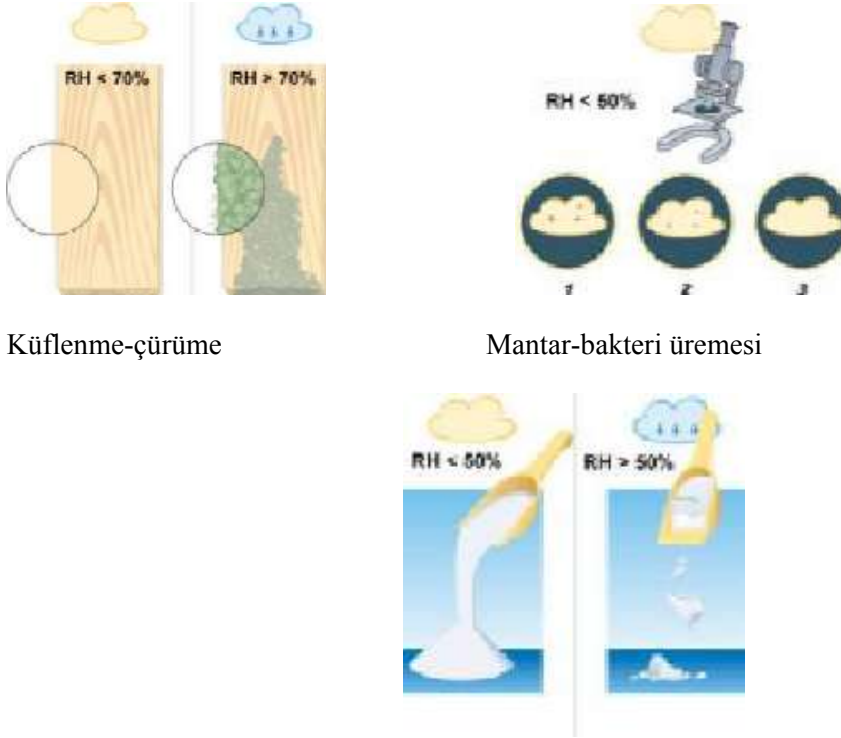 RH < 70% RH > 70%
RH < 50%
1 2 3
Küflenme-çürüme Mantar-bakteri üremesi
RH < 50% RH > 50%